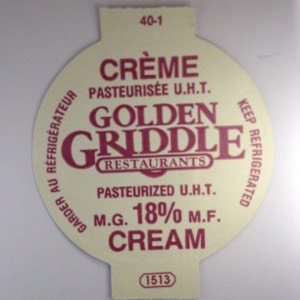 40-1
CRÈME
PASTEURISÉE U.H.T.
GARDER AU RÉFRIGÉRATEUR
GOLDEN
GRIDDLE
RESTAURANTS
KEEP REFRIGERATED
PASTEURIZED U.H.T.
M.G. 18% M.F.
CREAM
1513